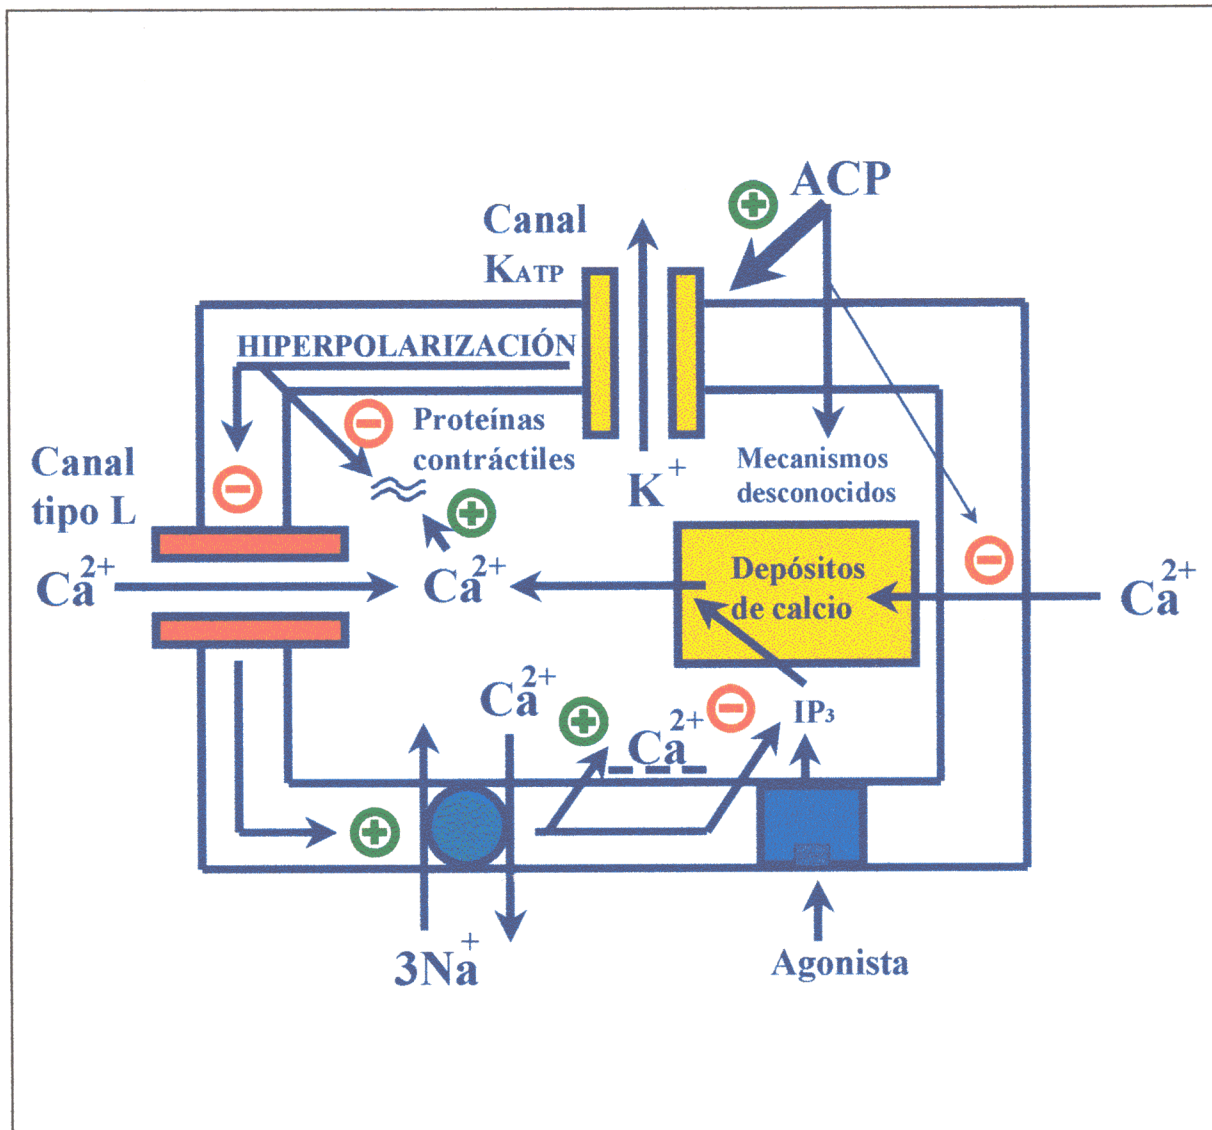 ACP
Canal
KATP
HIPERPOLARIZACIÓN
Proteínas
contráctiles
K+
Mecanismos
desconocidos
Canal
tipo L
Ca2+
Ca2+
Depósitos
de calcio
Ca2+
Ca2+
Ca2+
IP3
3Na+
Agonista